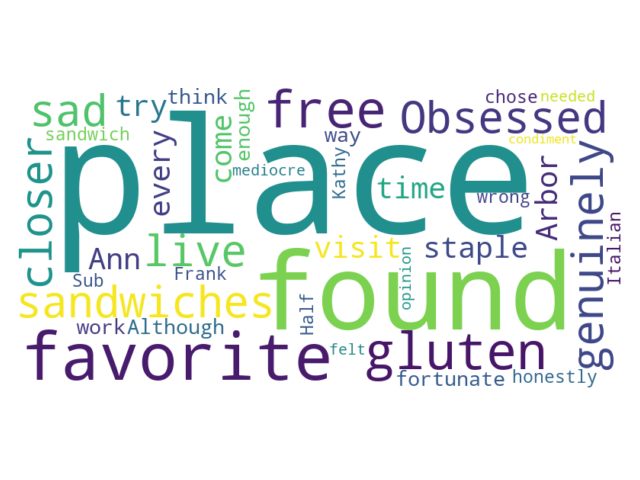 place
found
favorite
free
gluten
Obsessed
genuinely
sad
try
think
sandwich
every
come
enough
way
mediocre
Kathy
time
chose
needed
condiment
wrong
Arbor
Italian
closer
Ann
live
Frank
Sub
visit
staple
opinion
sandwiches
Half
work
Although
felt
fortunate
honestly